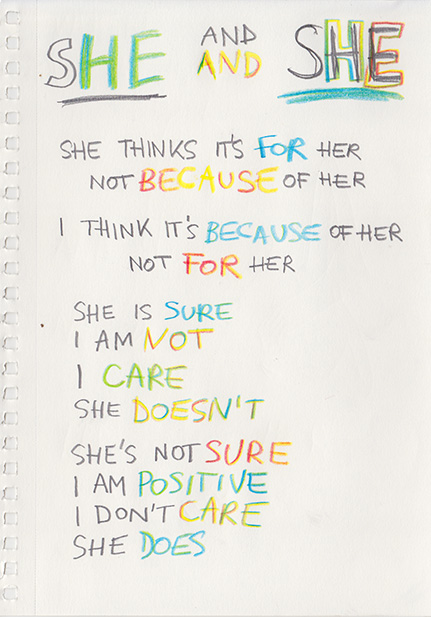 SHE AND AND SHE
SHE THINKS IT'S FOR HER
NOT BECAUSE OF HER
I THINK IT'S BECAUSE OF HER
NOT FOR HER
SHE IS SURE
I AM NOT
I CARE
SHE DOESN'T
SHE'S NOT SURE
I AM POSITIVE
I DON'T CARE
SHE DOES